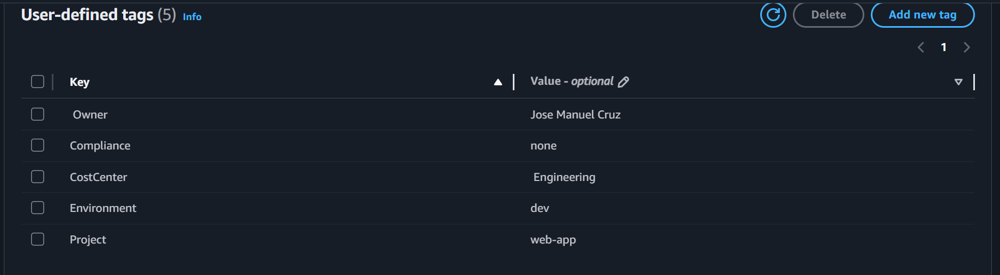 User-defined tags (5) Info
Delete
Add new tag
1
Key
Value - optional
Owner Jose Manuel Cruz
Compliance none
CostCenter Engineering
Environment dev
Project web-app